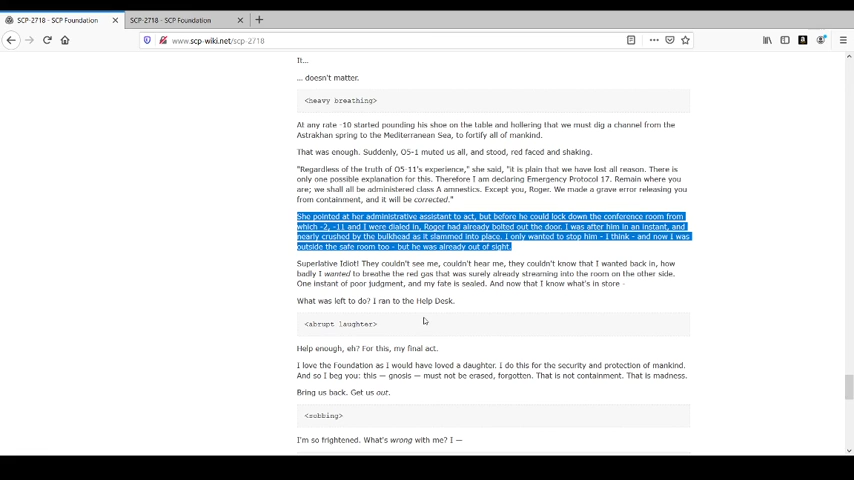 SCP-2718 - SCP Foundation
SCP-2718 - SCP Foundation
www.scp-wiki.net/scp-2718
It...
... doesn't matter.
<heavy breathing>
At any rate -10 started pounding his shoe on the table and hollering that we must dig a channel from the
Astrakhan spring to the Mediterranean Sea, to fortify all of mankind.
That was enough. Suddenly, O5-1 muted us all, and stood, red faced and shaking.
"Regardless of the truth of O5-11's experience," she said, "it is plain that we have lost all reason. There is
only one possible explanation for this. Therefore I am declaring Emergency Protocol 17. Remain where you
are; we shall all be administered class A amnestics. Except you, Roger. We made a grave error releasing you
from containment, and it will be corrected."
She pointed at her administrative assistant to act, but before he could lock down the conference room from
which -2, -11 and I were dialed in, Roger had already bolted out the door. I was after him in an instant, and
nearly crushed by the bulkhead as it slammed into place. I only wanted to stop him - I think - and now I was
outside the safe room too - but he was already out of sight.
Superlative Idiot! They couldn't see me, couldn't hear me, they couldn't know that I wanted back in, how
badly I wanted to breathe the red gas that was surely already streaming into the room on the other side.
One instant of poor judgment, and my fate is sealed. And now that I know what's in store -
What was left to do? I ran to the Help Desk.
<abrupt laughter>
Help enough, eh? For this, my final act.
I love the Foundation as I would have loved a daughter. I do this for the security and protection of mankind.
And so I beg you: this — gnosis — must not be erased, forgotten. That is not containment. That is madness.
Bring us back. Get us out.
<sobbing>
I'm so frightened. What's wrong with me? I —